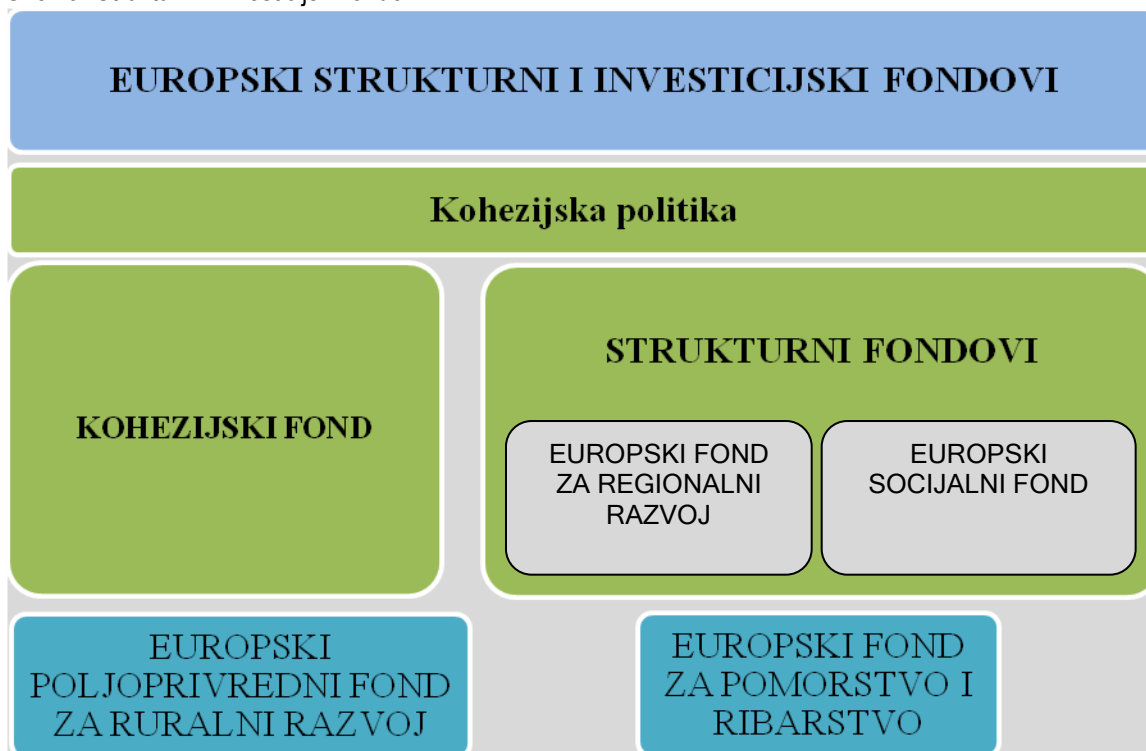 EUROPSKI STRUKTURNI I INVESTICIJSKI FONDOVI
Kohezijska politika
KOHEZIJSKI FOND
STRUKTURNI FONDOVI
EUROPSKI FOND
ZA REGIONALNI
RAZVOJ
EUROPSKI
SOCIJALNI FOND
EUROPSKI
POLJOPRIVREDNI FOND
ZA RURALNI RAZVOJ
EUROPSKI FOND
ZA POMORSTVO I
RIBARSTVO